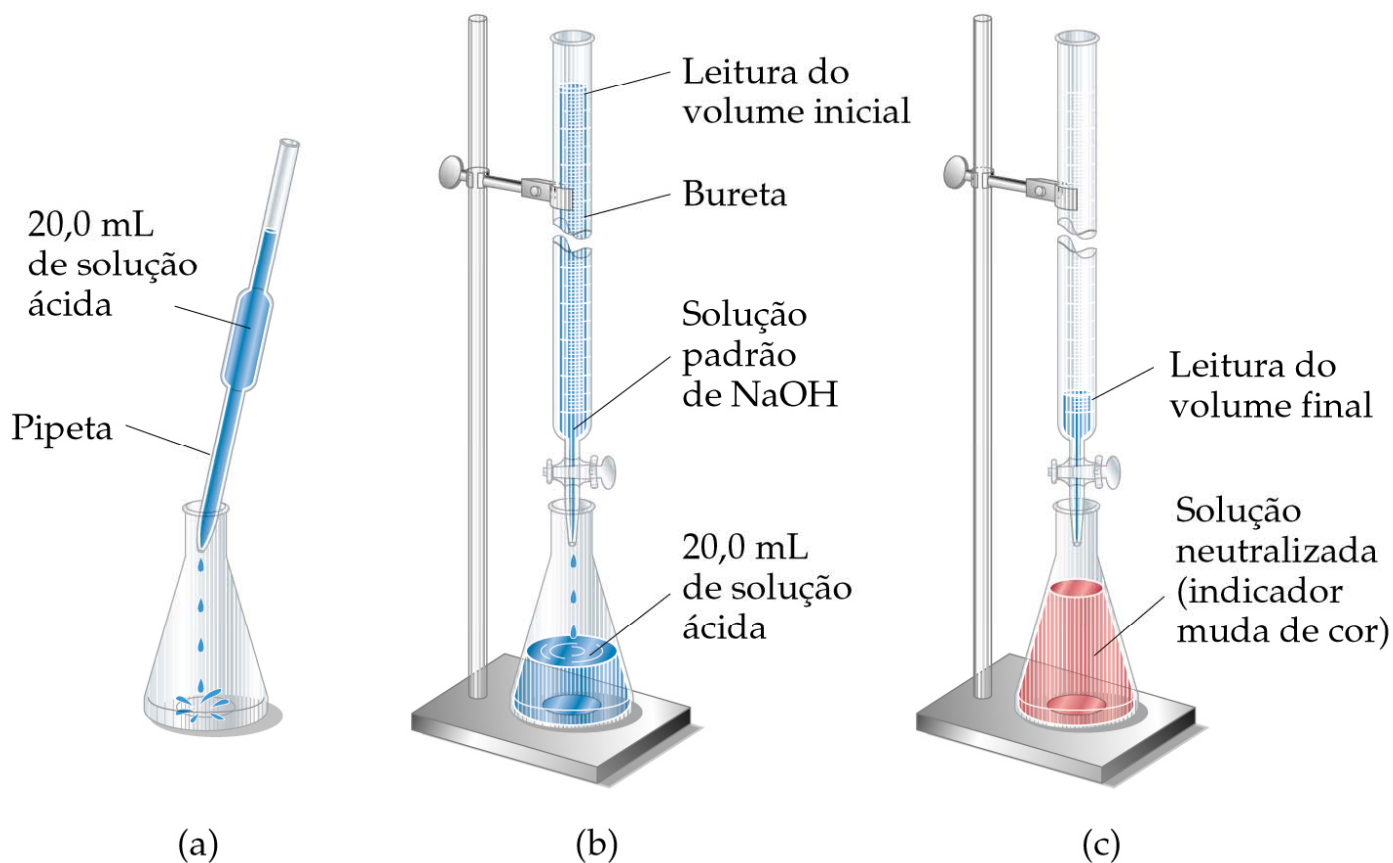 20,0 mL
de solução
ácida
Pipeta
(a)
Leitura do
volume inicial
Bureta
Solução
padrão
de NaOH
20,0 mL
de solução
ácida
(b)
Leitura do
volume final
Solução
neutralizada
(indicador
muda de cor)
(c)